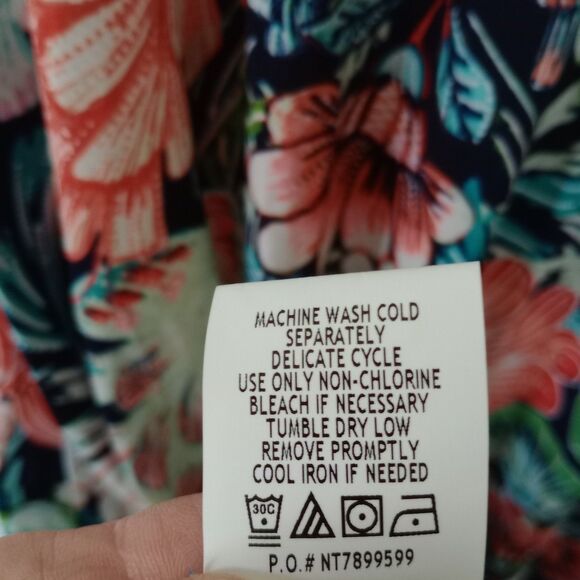 MACHINE WASH COLD
SEPARATELY
DELICATE CYCLE
USE ONLY NON-CHLORINE
BLEACH IF NECESSARY
TUMBLE DRY LOW
REMOVE PROMPTLY
COOL IRON IF NEEDED
30C
P.O.# NT7899599